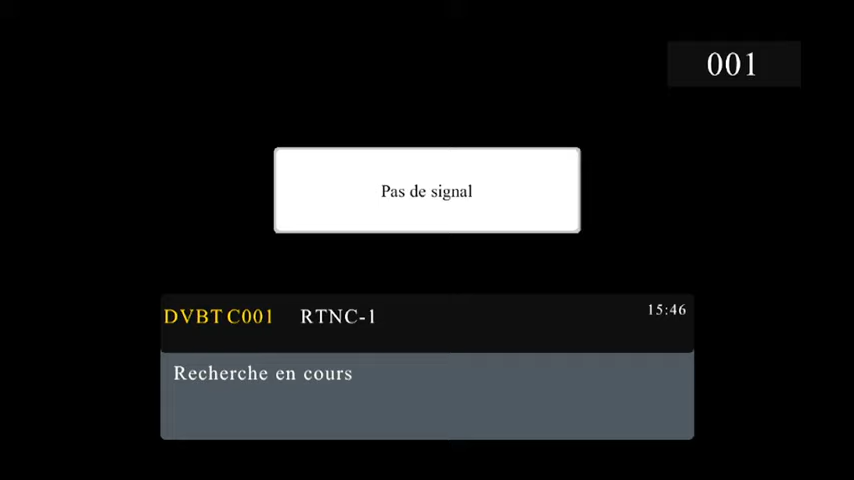 001
Pas de signal
DVBT C001 RTNC-1 15:46
Recherche en cours